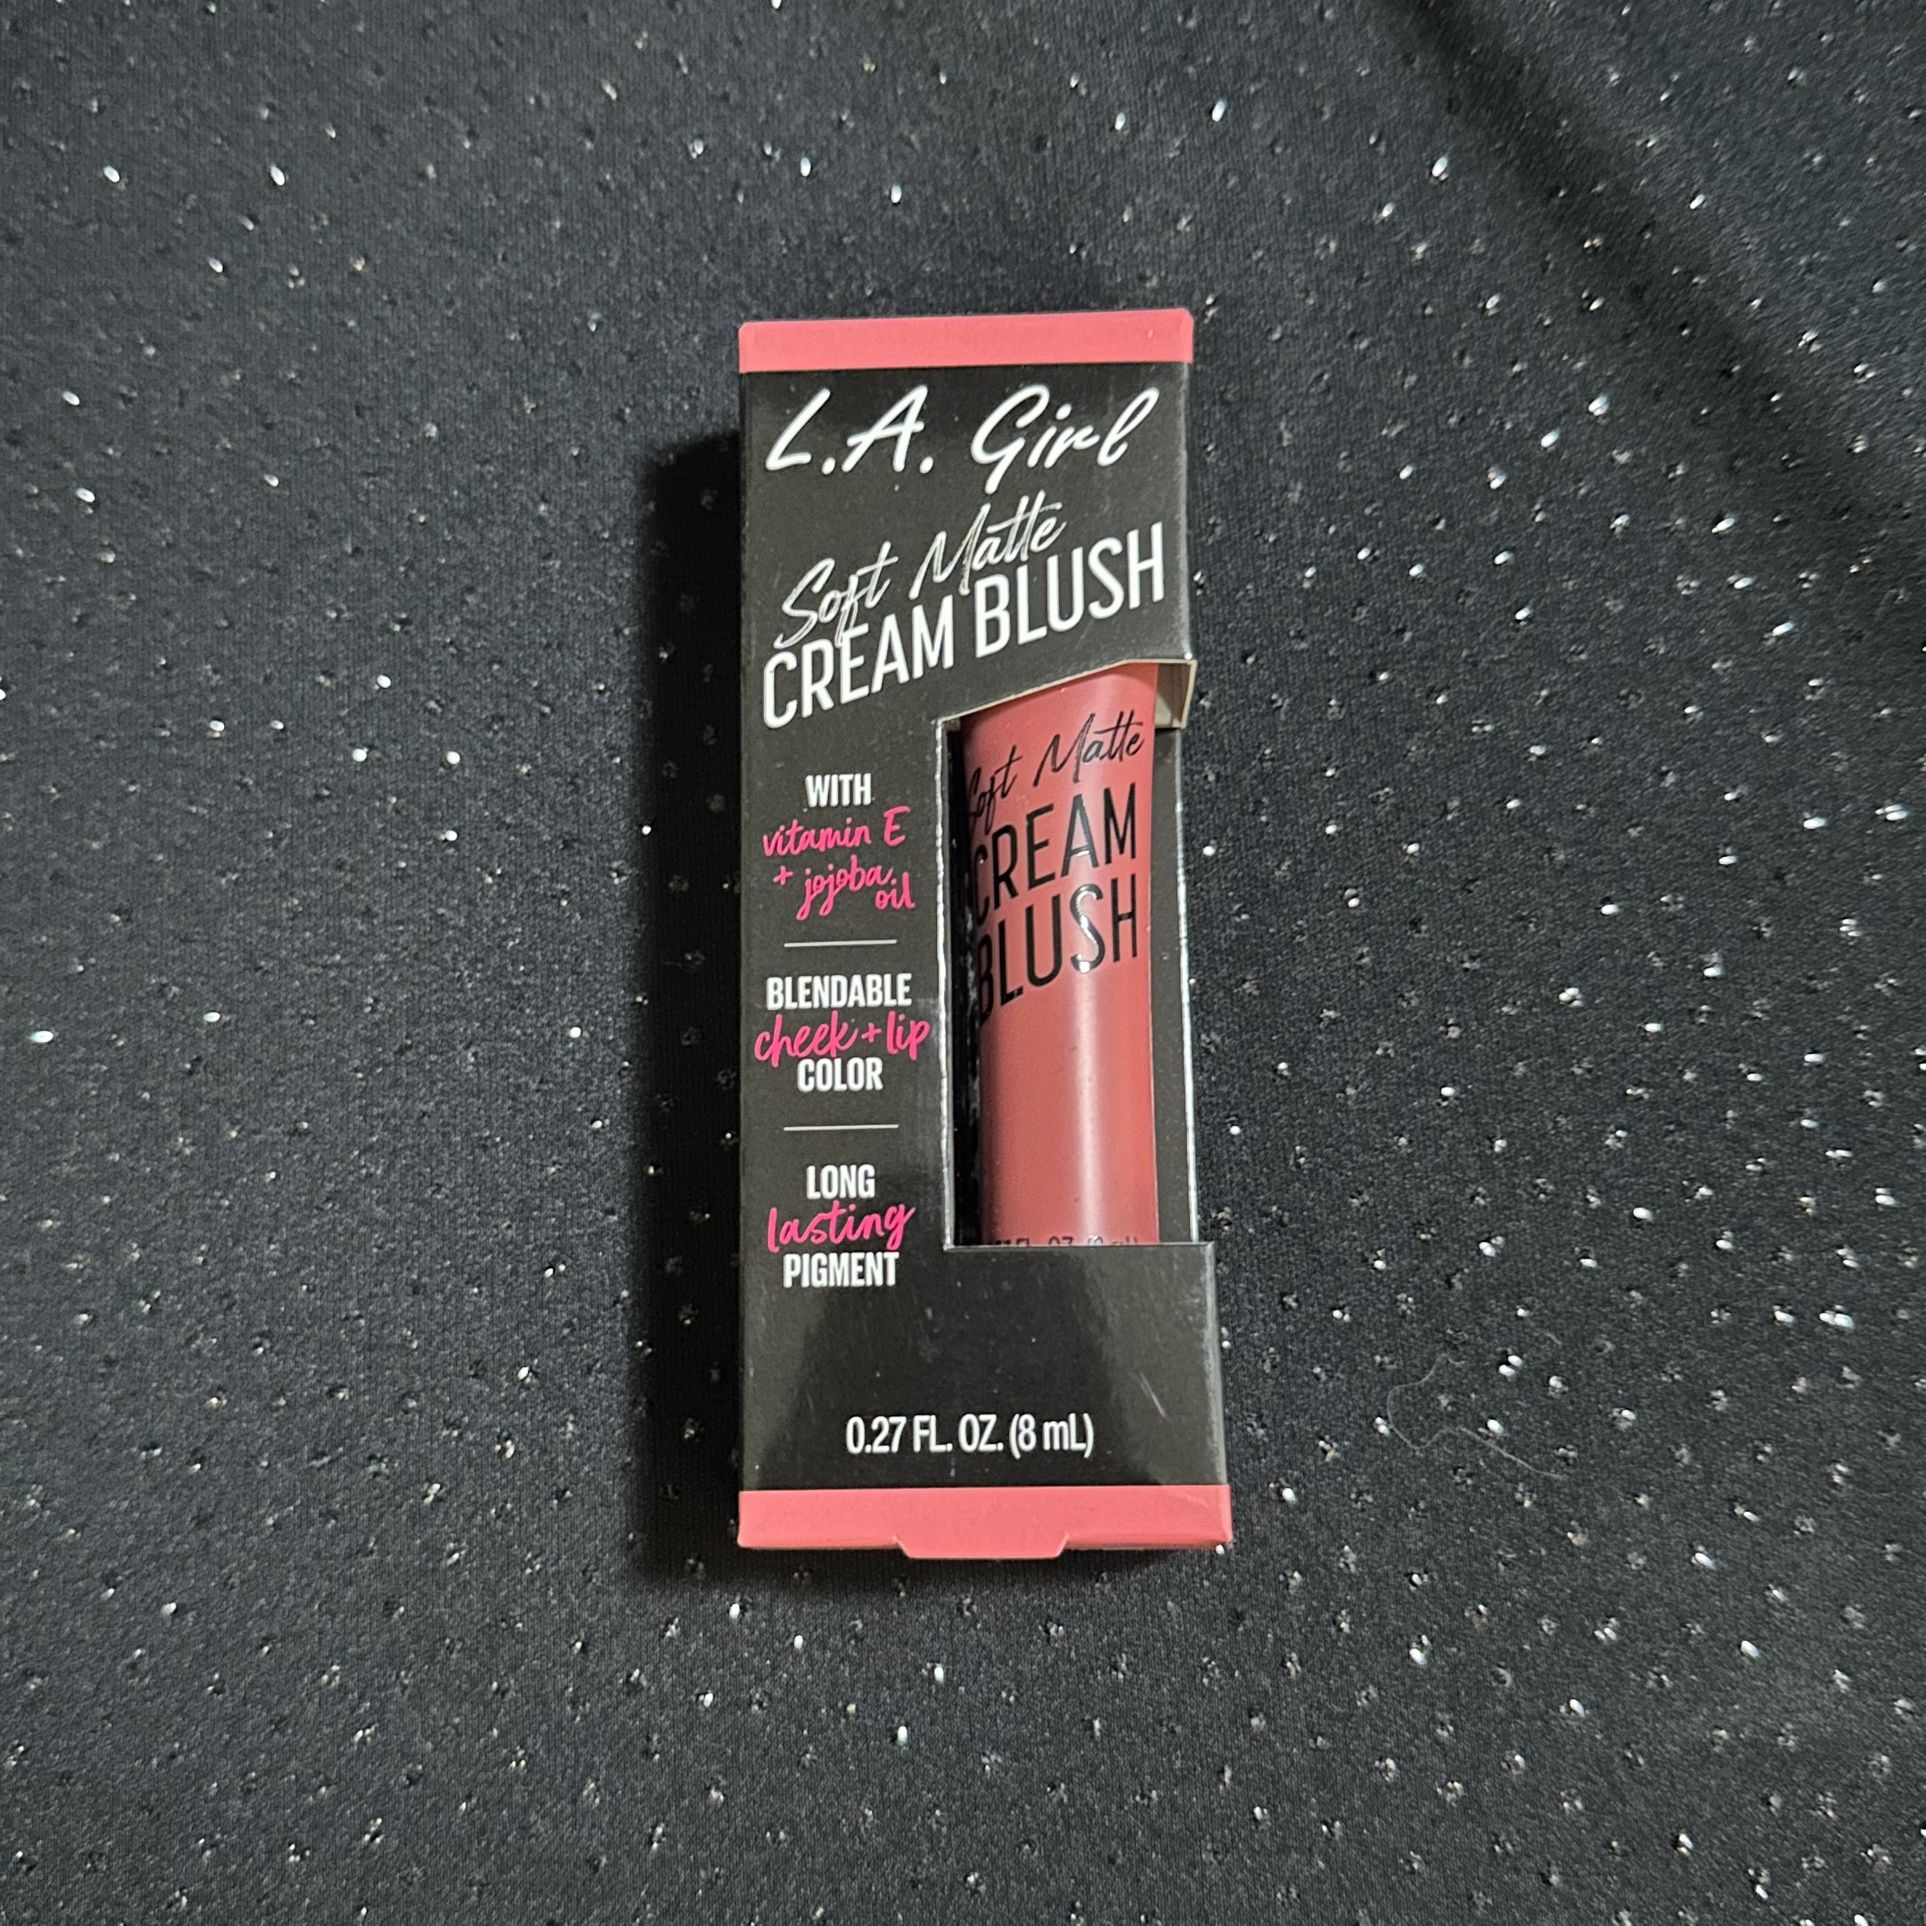 L.A. Girl
Soft Matte
CREAM BLUSH
WITH
vitamin E
+ jojoba
oil
BLENDABLE
cheek + lip
COLOR
LONG
lasting
PIGMENT
0.27 FL. OZ. (8 mL)
Soft Matte
CREAM
BLUSH